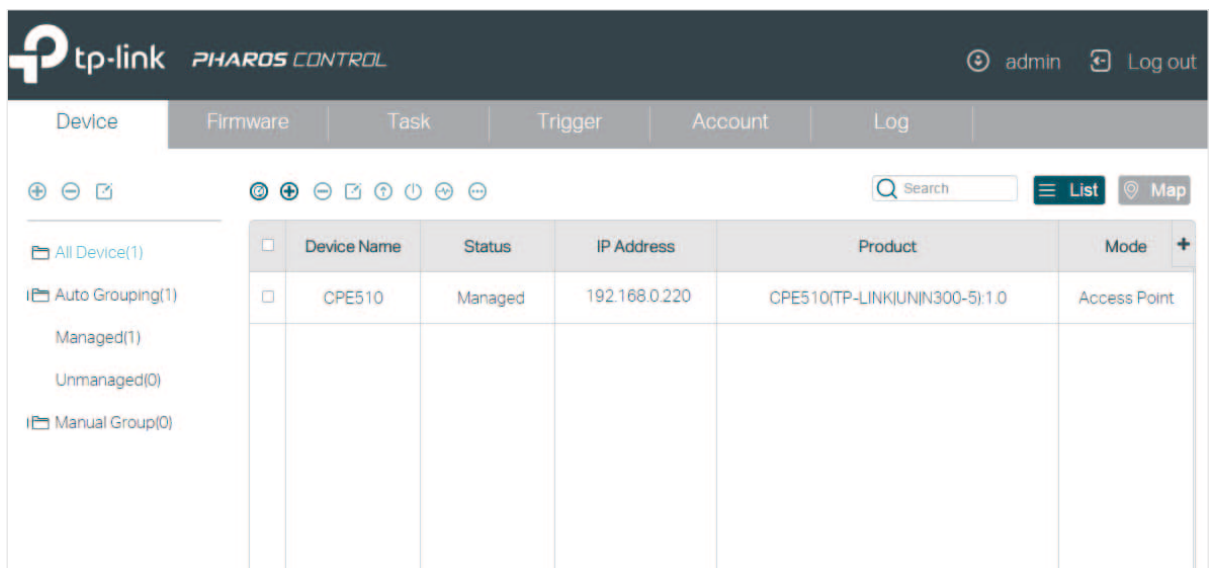 tp-link PHAROS CONTROL admin Log out
Device Firmware Task Trigger Account Log
Search List Map
All Device(1)
Auto Grouping(1)
Managed(1)
Unmanaged(0)
Manual Group(0)
Device Name Status IP Address Product Mode +
CPE510 Managed 192.168.0.220 CPE510(TP-LINK|UN|N300-5):1.0 Access Point